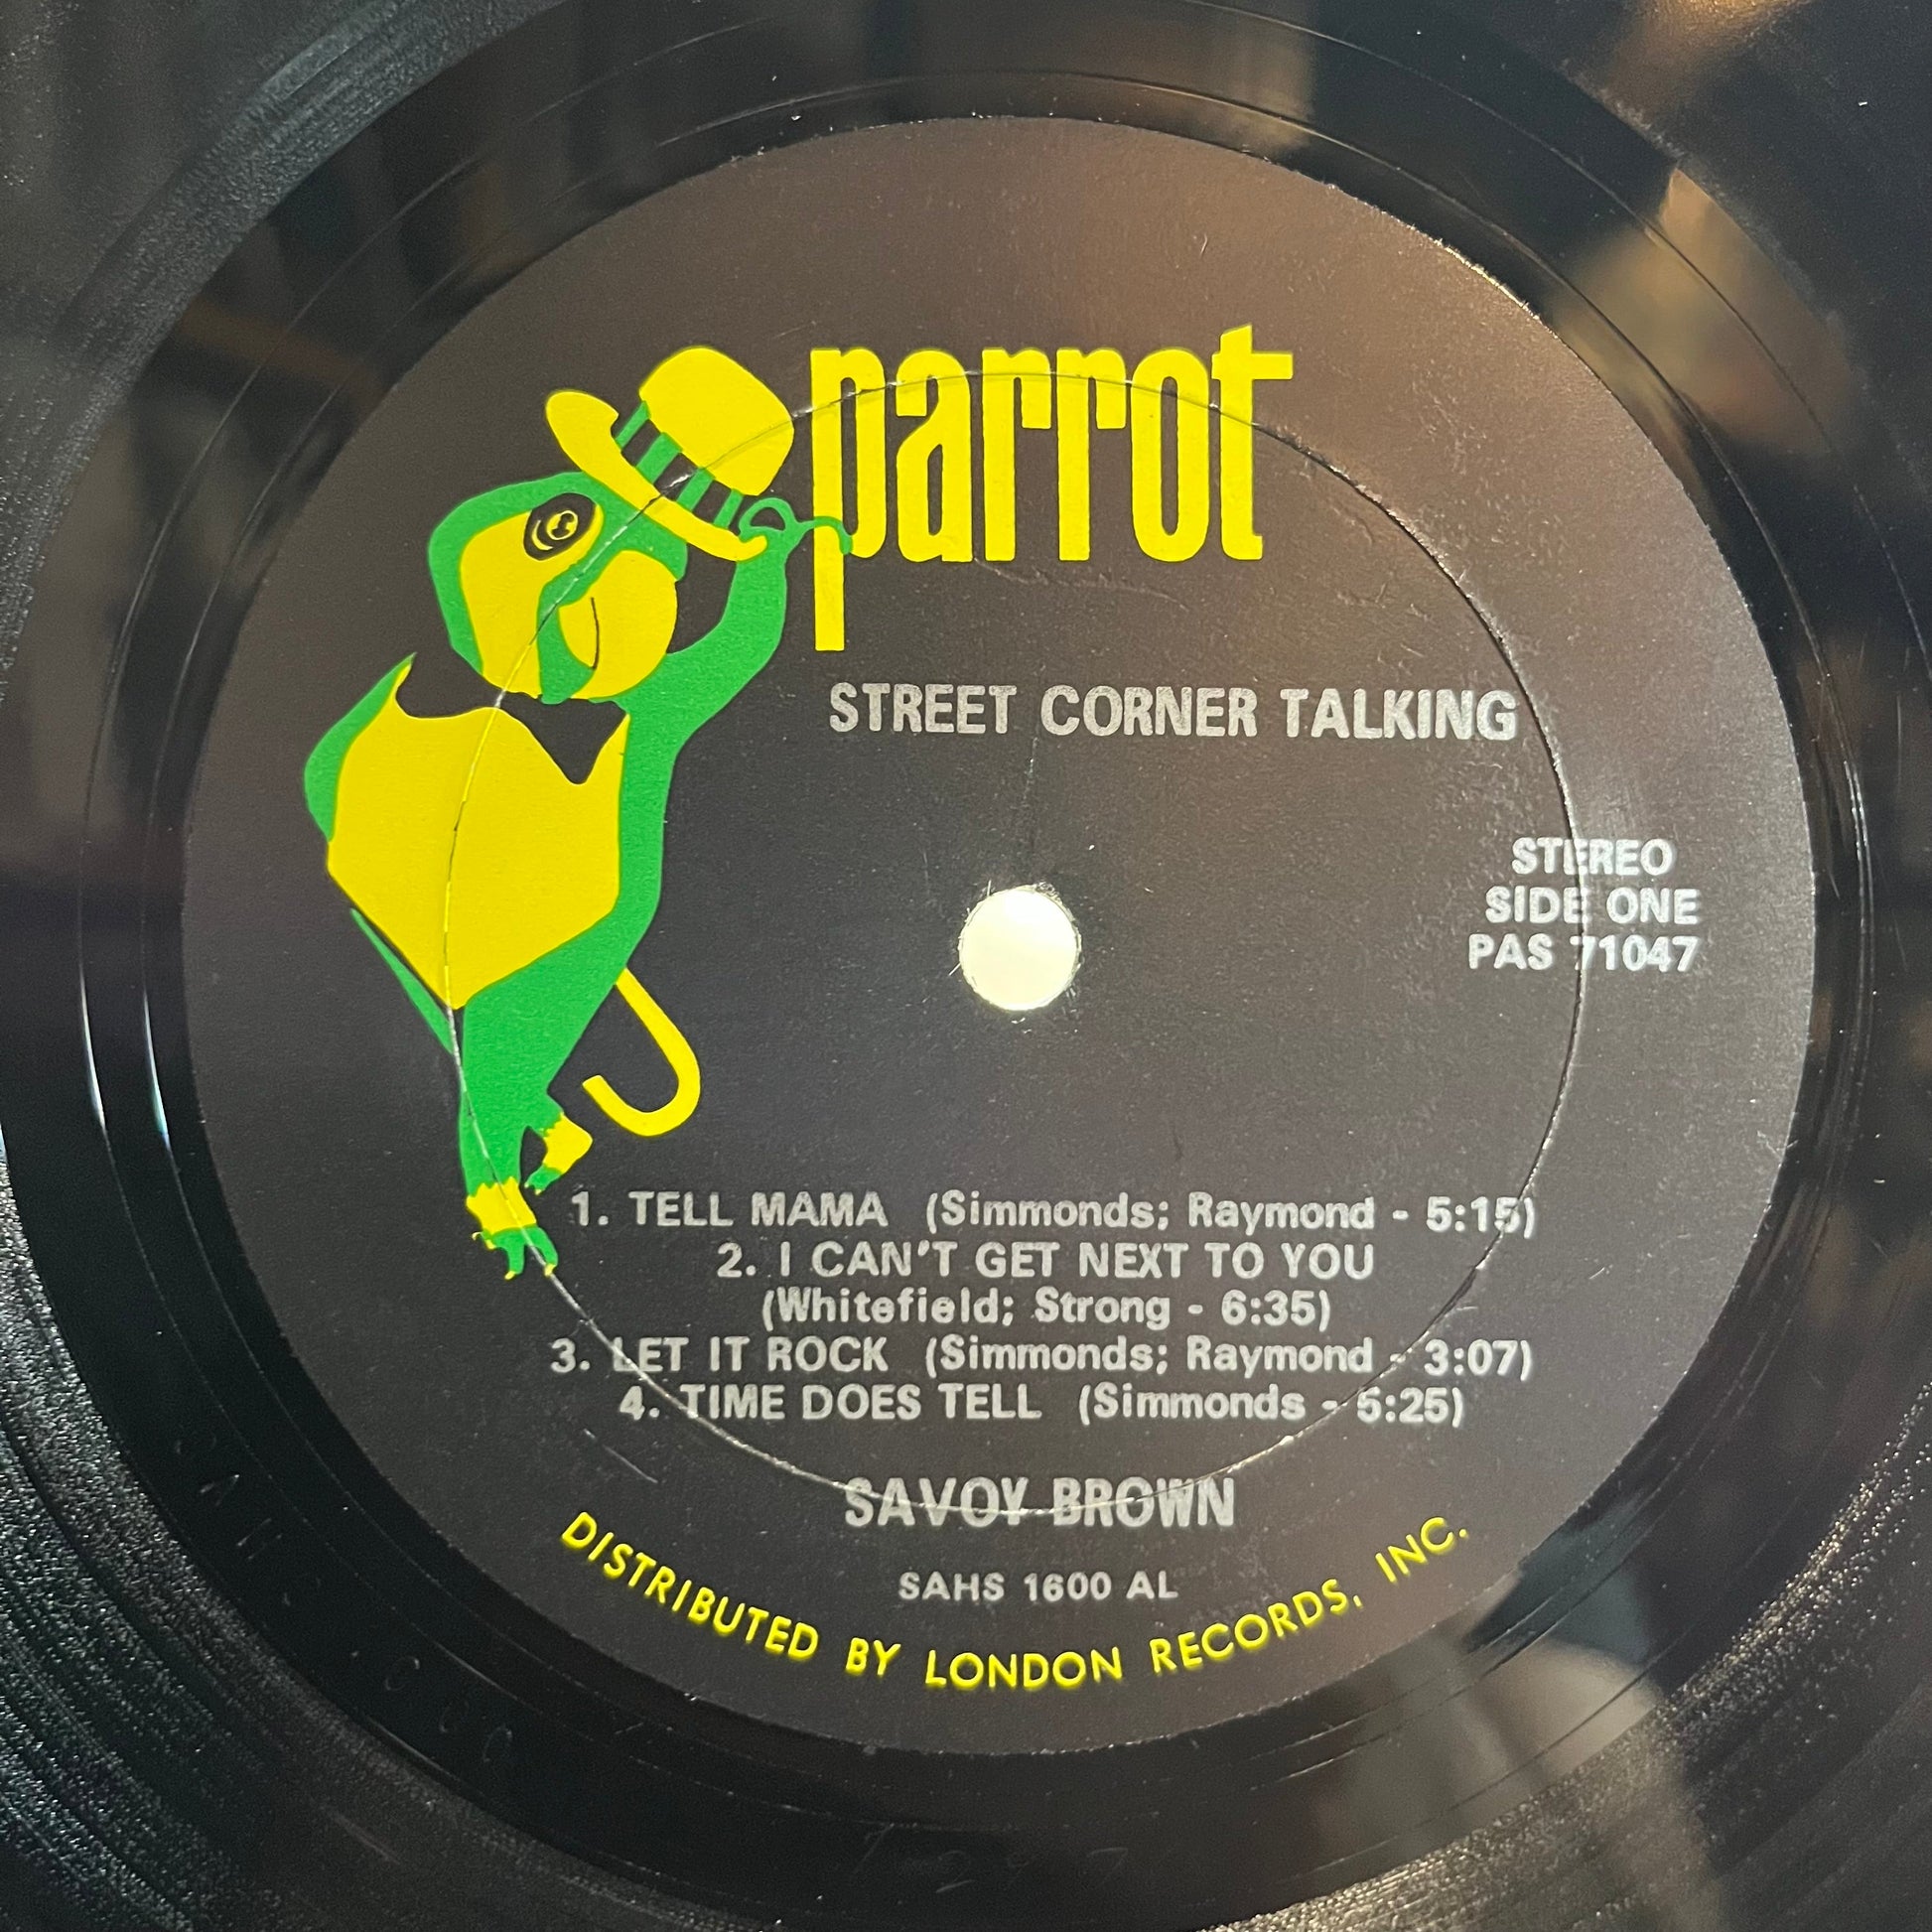 parrot
STREET CORNER TALKING
STEREO
SIDE ONE
PAS 71047
1. TELL MAMA (Simmonds; Raymond - 5:15)
2. I CAN'T GET NEXT TO YOU
(Whitefield; Strong - 6:35)
3. LET IT ROCK (Simmonds; Raymond - 3:07)
4. TIME DOES TELL (Simmonds - 5:25)
SAVOY BROWN
SAHS 1600 AL
DISTRIBUTED BY LONDON RECORDS, INC.